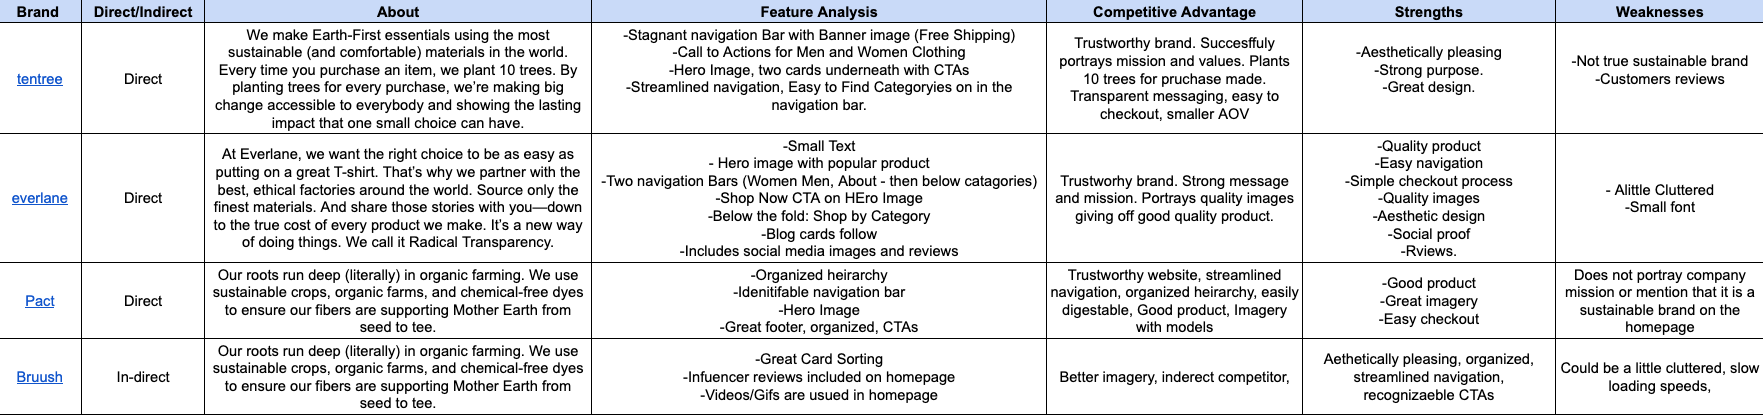 Brand Direct/Indirect About Feature Analysis Competitive Advantage Strengths Weaknesses
tentree
Direct
We make Earth-First essentials using the most
sustainable (and comfortable) materials in the world.
Every time you purchase an item, we plant 10 trees. By
planting trees for every purchase, we're making big
change accessible to everybody and showing the lasting
impact that one small choice can have.
-Stagnant navigation Bar with Banner image (Free Shipping)
-Call to Actions for Men and Women Clothing
-Hero Image, two cards underneath with CTAs
-Streamlined navigation, Easy to Find Categoryies on in the
navigation bar.
Trustworthy brand. Succesffuly
portrays mission and values. Plants
10 trees for pruchase made.
Transparent messaging, easy to
checkout, smaller AOV
-Aesthetically pleasing
-Strong purpose.
-Great design.
-Not true sustainable brand
-Customers reviews
everlane
Direct
At Everlane, we want the right choice to be as easy as
putting on a great T-shirt. That's why we partner with the
best, ethical factories around the world. Source only the
finest materials. And share those stories with you—down
to the true cost of every product we make. It's a new way
of doing things. We call it Radical Transparency.
-Small Text
- Hero image with popular product
-Two navigation Bars (Women Men, About - then below catagories)
-Shop Now CTA on HEro Image
-Below the fold: Shop by Category
-Blog cards follow
-Includes social media images and reviews
Trustworhy brand. Strong message
and mission. Portrays quality images
giving off good quality product.
-Quality product
-Easy navigation
-Simple checkout process
-Quality images
-Aesthetic design
-Social proof
-Rviews.
- Alittle Cluttered
-Small font
Pact
Direct
Our roots run deep (literally) in organic farming. We use
sustainable crops, organic farms, and chemical-free dyes
to ensure our fibers are supporting Mother Earth from
seed to tee.
-Organized heirarchy
-Idenitifable navigation bar
-Hero Image
-Great footer, organized, CTAs
Trustworthy website, streamlined
navigation, organized heirarchy, easily
digestable, Good product, Imagery
with models
-Good product
-Great imagery
-Easy checkout
Does not portray company
mission or mention that it is a
sustainable brand on the
homepage
Bruush
In-direct
Our roots run deep (literally) in organic farming. We use
sustainable crops, organic farms, and chemical-free dyes
to ensure our fibers are supporting Mother Earth from
seed to tee.
-Great Card Sorting
-Infuencer reviews included on homepage
-Videos/Gifs are usued in homepage
Better imagery, inderect competitor,
Aethetically pleasing, organized,
streamlined navigation,
recognizaeble CTAs
Could be a little cluttered, slow
loading speeds,